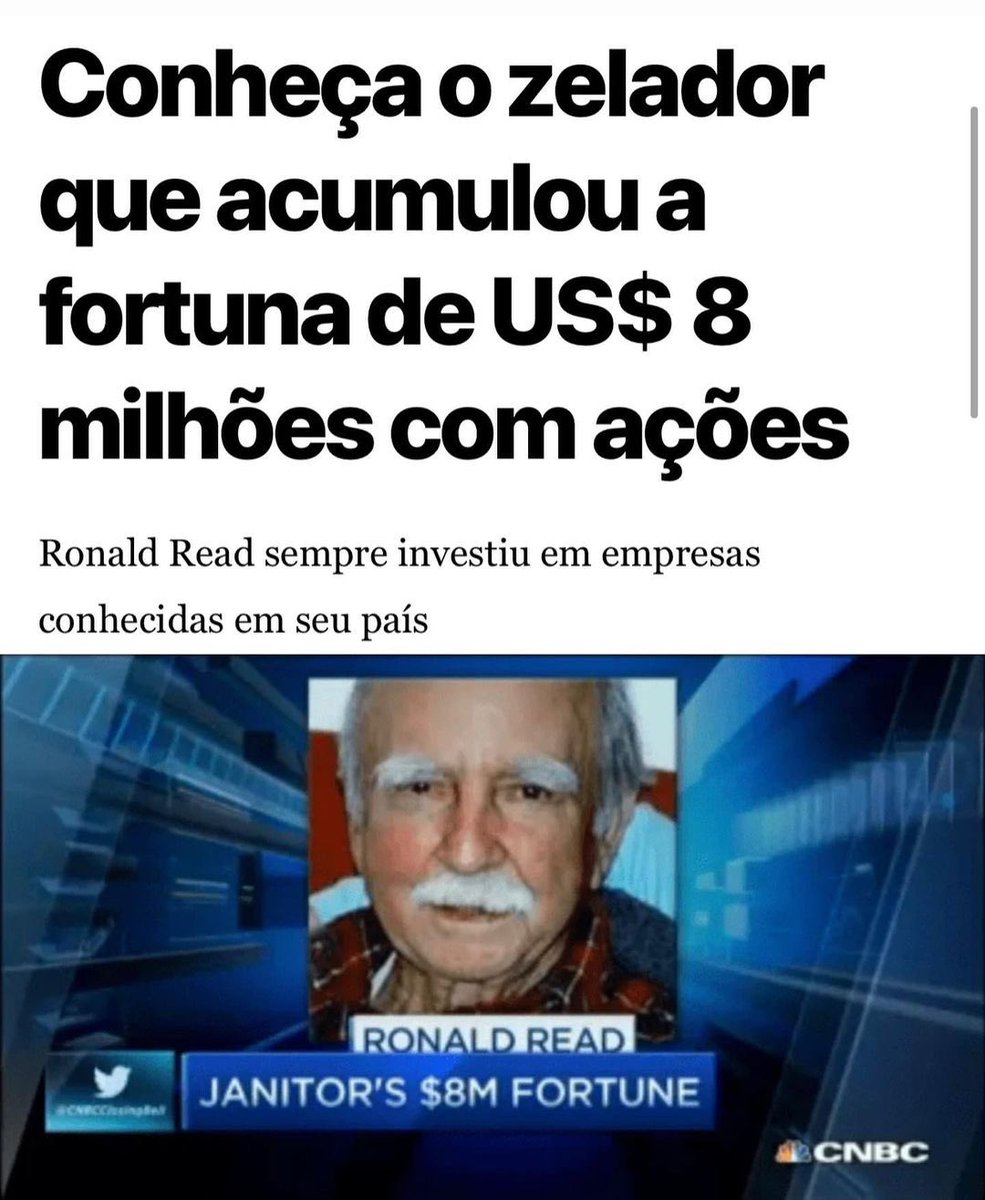 Conheça o zelador
que acumulou a
fortuna de US$ 8
milhões com ações
Ronald Read sempre investiu em empresas
conhecidas em seu país
RONALD READ
JANITOR'S $8M FORTUNE
@CNBCClosingBell
CNBC